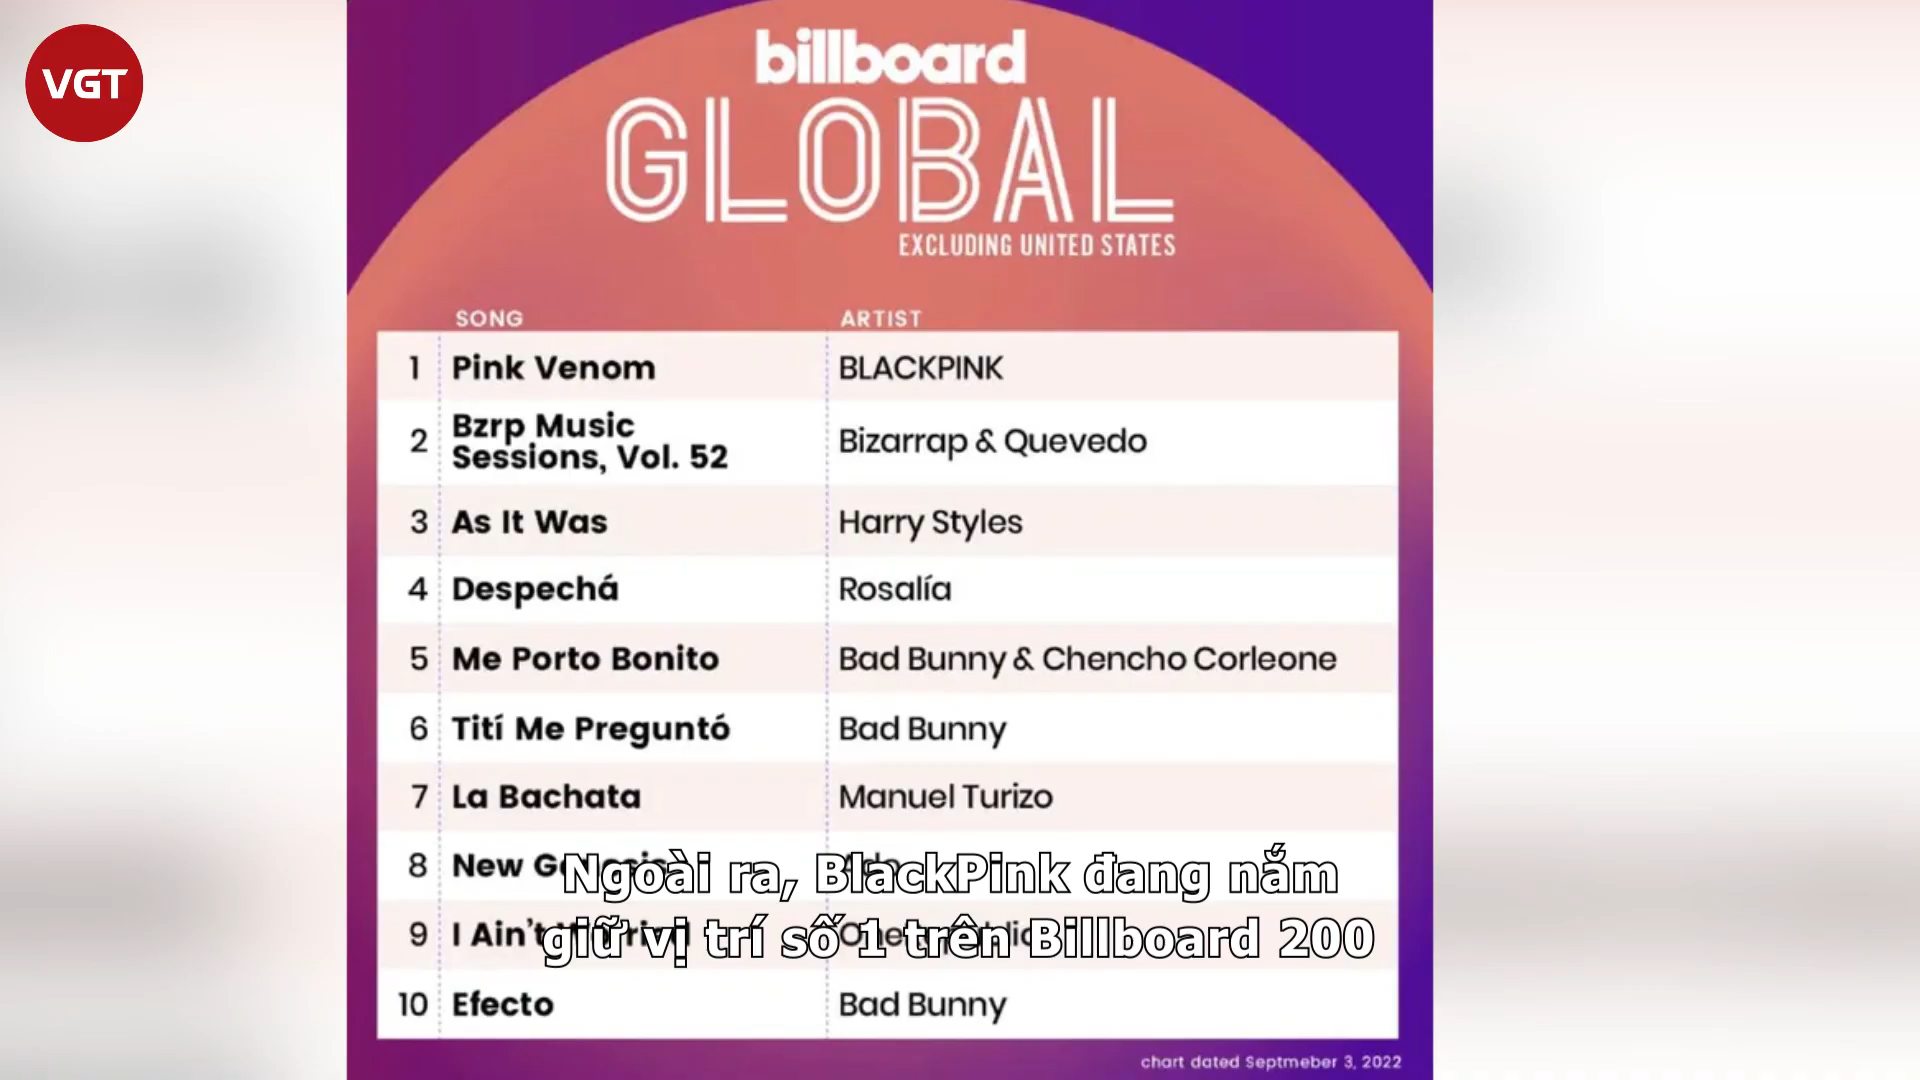 VGT
billboard
GLOBAL
EXCLUDING UNITED STATES
SONG ARTIST
1 Pink Venom BLACKPINK
2 Bzrp Music
Sessions, Vol. 52 Bizarrap & Quevedo
3 As It Was Harry Styles
4 Despechá Rosalía
5 Me Porto Bonito Bad Bunny & Chencho Corleone
6 Tití Me Preguntó Bad Bunny
7 La Bachata Manuel Turizo
8 New
Ngoài ra, BlackPink đang nắm
9 I Ain't
giữ vị trí số 1 trên Billboard 200
10 Efecto Bad Bunny
chart dated Septmeber 3, 2022